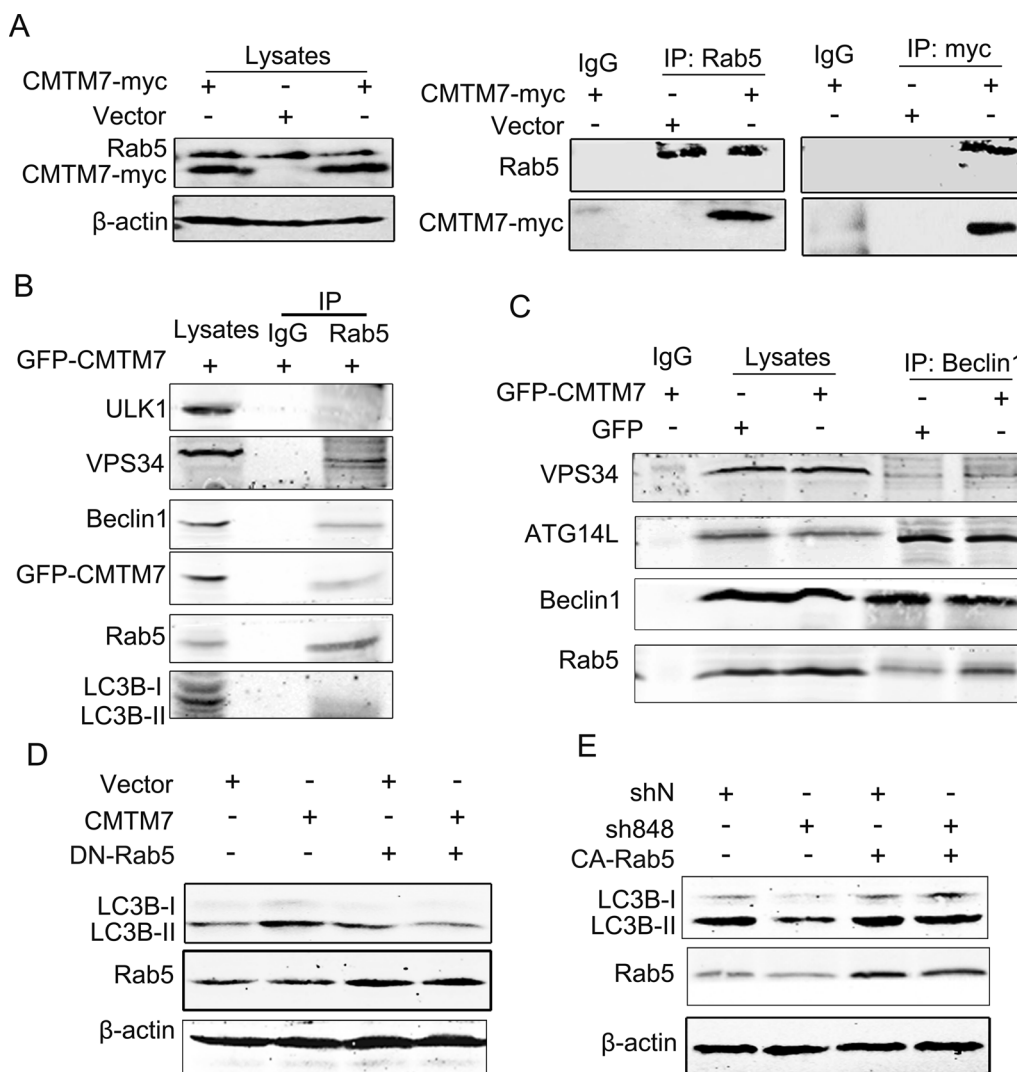 A
Lysates
CMTM7-myc + - +
Vector - + -
Rab5
CMTM7-myc
β-actin
IgG IP: Rab5 IgG IP: myc
CMTM7-myc + - + + - +
Vector - + - - + -
Rab5
CMTM7-myc
B
IP
Lysates IgG Rab5
GFP-CMTM7 + + +
ULK1
VPS34
Beclin1
GFP-CMTM7
Rab5
LC3B-I
LC3B-II
C
IgG Lysates IP: Beclin1
GFP-CMTM7 + - + - +
GFP - + - + -
VPS34
ATG14L
Beclin1
Rab5
D
Vector + - + -
CMTM7 - + - +
DN-Rab5 - - + +
LC3B-I
LC3B-II
Rab5
β-actin
E
shN + - + -
sh848 - + - +
CA-Rab5 - - + +
LC3B-I
LC3B-II
Rab5
β-actin